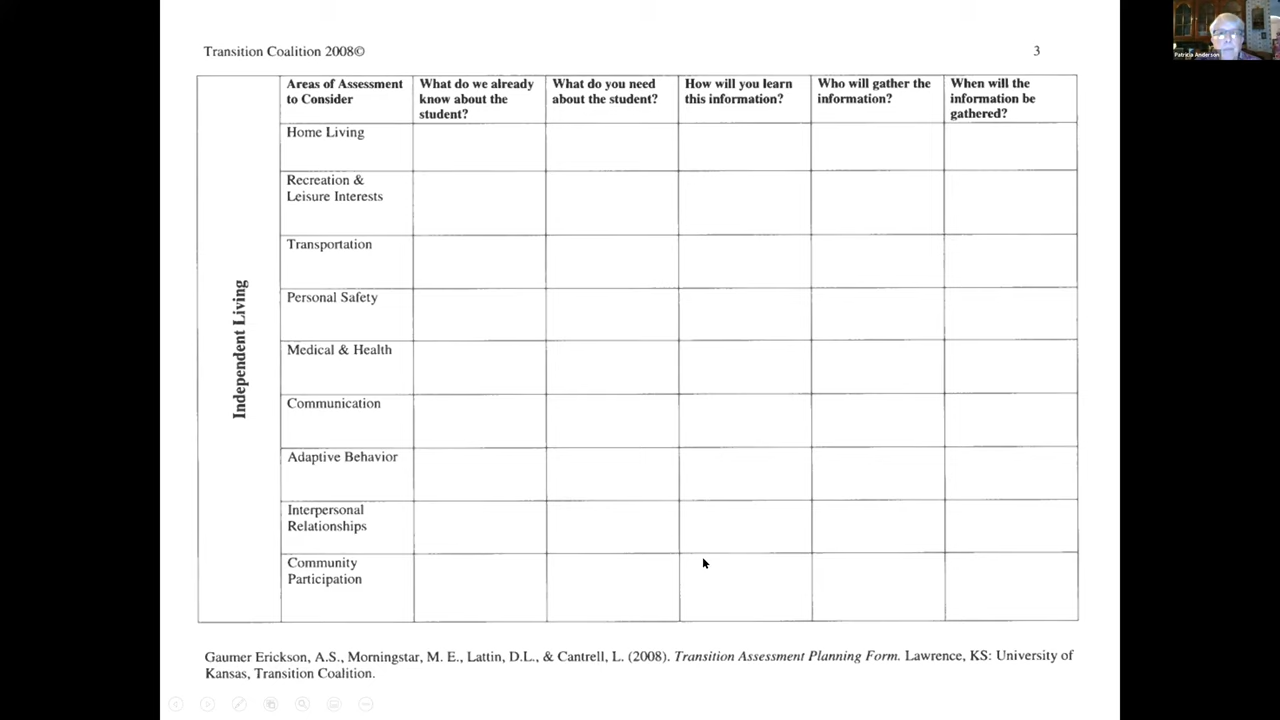 Transition Coalition 2008©
3
Patricia Anderson
Areas of Assessment
to Consider
What do we already
know about the
student?
What do you need
about the student?
How will you learn
this information?
Who will gather the
information?
When will the
information be
gathered?
Independent Living
Home Living
Recreation &
Leisure Interests
Transportation
Personal Safety
Medical & Health
Communication
Adaptive Behavior
Interpersonal
Relationships
Community
Participation
Gaumer Erickson, A.S., Morningstar, M. E., Lattin, D.L., & Cantrell, L. (2008). Transition Assessment Planning Form. Lawrence, KS: University of
Kansas, Transition Coalition.